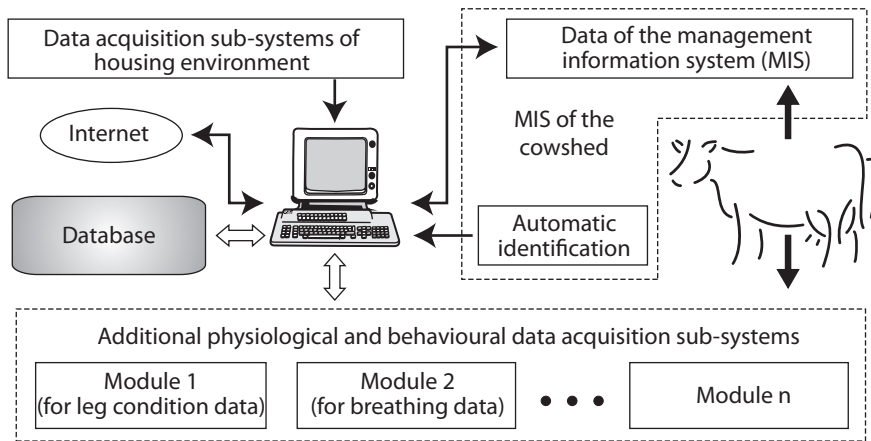 Data acquisition sub-systems of
housing environment
Data of the management
information system (MIS)
Internet
MIS of the
cowshed
Database
Automatic
identification
Additional physiological and behavioural data acquisition sub-systems
Module 1
(for leg condition data)
Module 2
(for breathing data)
Module n